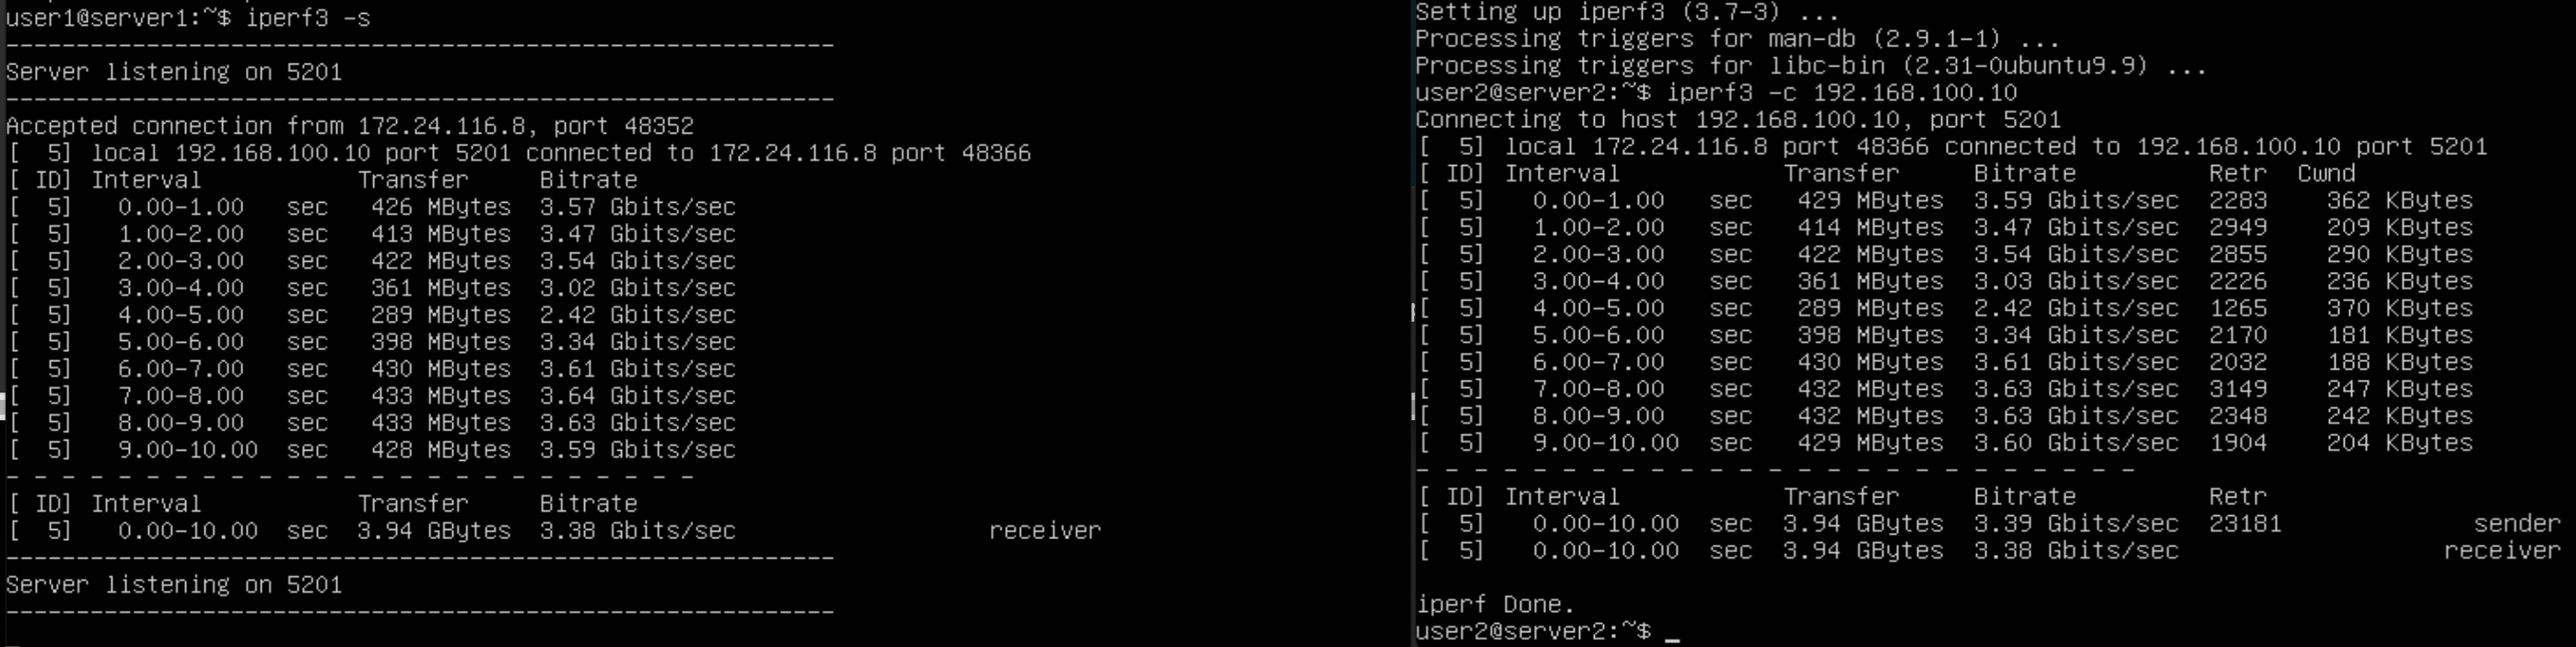 user1@server1:~$ iperf3 -s
-----------------------------------------------------------
Server listening on 5201
-----------------------------------------------------------
Accepted connection from 172.24.116.8, port 48352
[  5] local 192.168.100.10 port 5201 connected to 172.24.116.8 port 48366
[ ID] Interval           Transfer     Bitrate
[  5]   0.00-1.00   sec   426 MBytes  3.57 Gbits/sec
[  5]   1.00-2.00   sec   413 MBytes  3.47 Gbits/sec
[  5]   2.00-3.00   sec   422 MBytes  3.54 Gbits/sec
[  5]   3.00-4.00   sec   361 MBytes  3.02 Gbits/sec
[  5]   4.00-5.00   sec   289 MBytes  2.42 Gbits/sec
[  5]   5.00-6.00   sec   398 MBytes  3.34 Gbits/sec
[  5]   6.00-7.00   sec   430 MBytes  3.61 Gbits/sec
[  5]   7.00-8.00   sec   433 MBytes  3.64 Gbits/sec
[  5]   8.00-9.00   sec   433 MBytes  3.63 Gbits/sec
[  5]   9.00-10.00  sec   428 MBytes  3.59 Gbits/sec
- - - - - - - - - - - - - - - - - - - - - - - - -
[ ID] Interval           Transfer     Bitrate
[  5]   0.00-10.00  sec  3.94 GBytes  3.38 Gbits/sec                  receiver
-----------------------------------------------------------
Server listening on 5201
-----------------------------------------------------------
Setting up iperf3 (3.7-3) ...
Processing triggers for man-db (2.9.1-1) ...
Processing triggers for libc-bin (2.31-0ubuntu9.9) ...
user2@server2:~$ iperf3 -c 192.168.100.10
Connecting to host 192.168.100.10, port 5201
[  5] local 172.24.116.8 port 48366 connected to 192.168.100.10 port 5201
[ ID] Interval           Transfer     Bitrate         Retr  Cwnd
[  5]   0.00-1.00   sec   429 MBytes  3.59 Gbits/sec  2283    362 KBytes
[  5]   1.00-2.00   sec   414 MBytes  3.47 Gbits/sec  2949    209 KBytes
[  5]   2.00-3.00   sec   422 MBytes  3.54 Gbits/sec  2855    290 KBytes
[  5]   3.00-4.00   sec   361 MBytes  3.03 Gbits/sec  2226    236 KBytes
[  5]   4.00-5.00   sec   289 MBytes  2.42 Gbits/sec  1265    370 KBytes
[  5]   5.00-6.00   sec   398 MBytes  3.34 Gbits/sec  2170    181 KBytes
[  5]   6.00-7.00   sec   430 MBytes  3.61 Gbits/sec  2032    188 KBytes
[  5]   7.00-8.00   sec   432 MBytes  3.63 Gbits/sec  3149    247 KBytes
[  5]   8.00-9.00   sec   432 MBytes  3.63 Gbits/sec  2348    242 KBytes
[  5]   9.00-10.00  sec   429 MBytes  3.60 Gbits/sec  1904    204 KBytes
- - - - - - - - - - - - - - - - - - - - - - - - -
[ ID] Interval           Transfer     Bitrate         Retr
[  5]   0.00-10.00  sec  3.94 GBytes  3.39 Gbits/sec  23181             sender
[  5]   0.00-10.00  sec  3.94 GBytes  3.38 Gbits/sec                  receiver
iperf Done.
user2@server2:~$ _